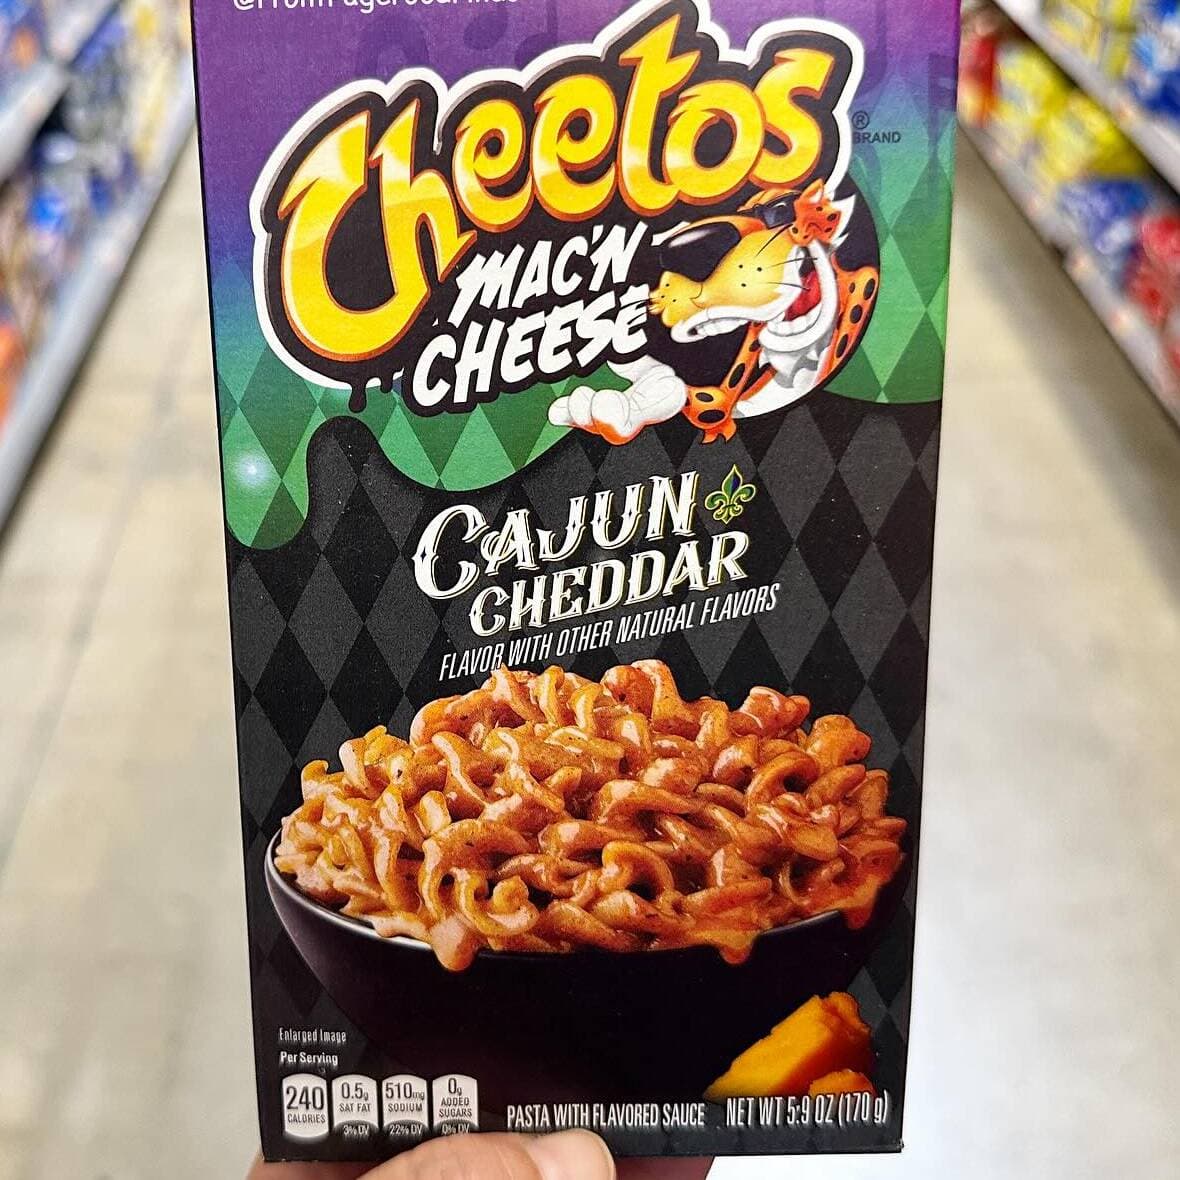 Cheetos
® BRAND
MAC'N
CHEESE
CAJUN
CHEDDAR
FLAVOR WITH OTHER NATURAL FLAVORS
Enlarged Image
Per Serving
240 CALORIES
0.5g SAT FAT 3% DV
510mg SODIUM 22% DV
0g ADDED SUGARS 0% DV
PASTA WITH FLAVORED SAUCE NET WT 5.9 OZ (170 g)